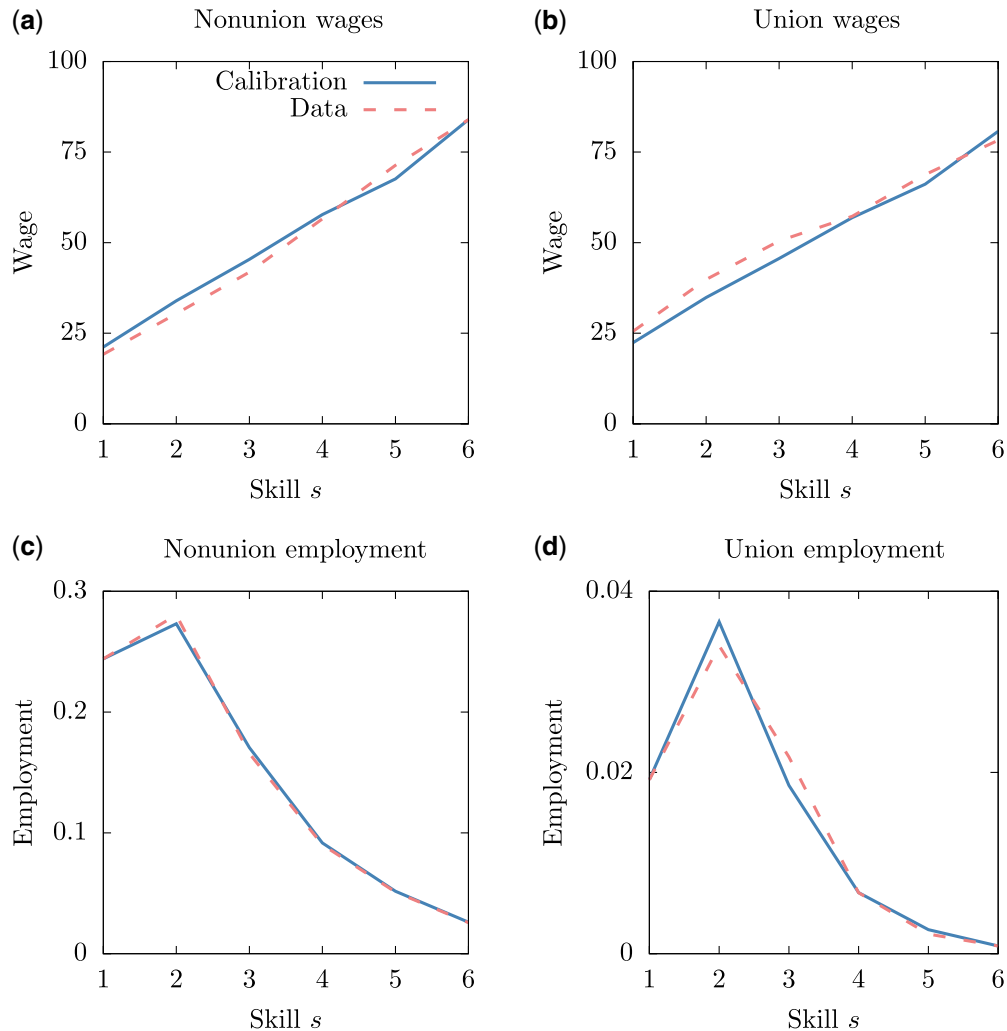 (a) Nonunion wages
100
75
50
25
0
Wage
Calibration
Data
1 2 3 4 5 6
Skill s
(b) Union wages
100
75
50
25
0
Wage
1 2 3 4 5 6
Skill s
(c) Nonunion employment
0.3
0.2
0.1
0
Employment
1 2 3 4 5 6
Skill s
(d) Union employment
0.04
0.02
0
Employment
1 2 3 4 5 6
Skill s